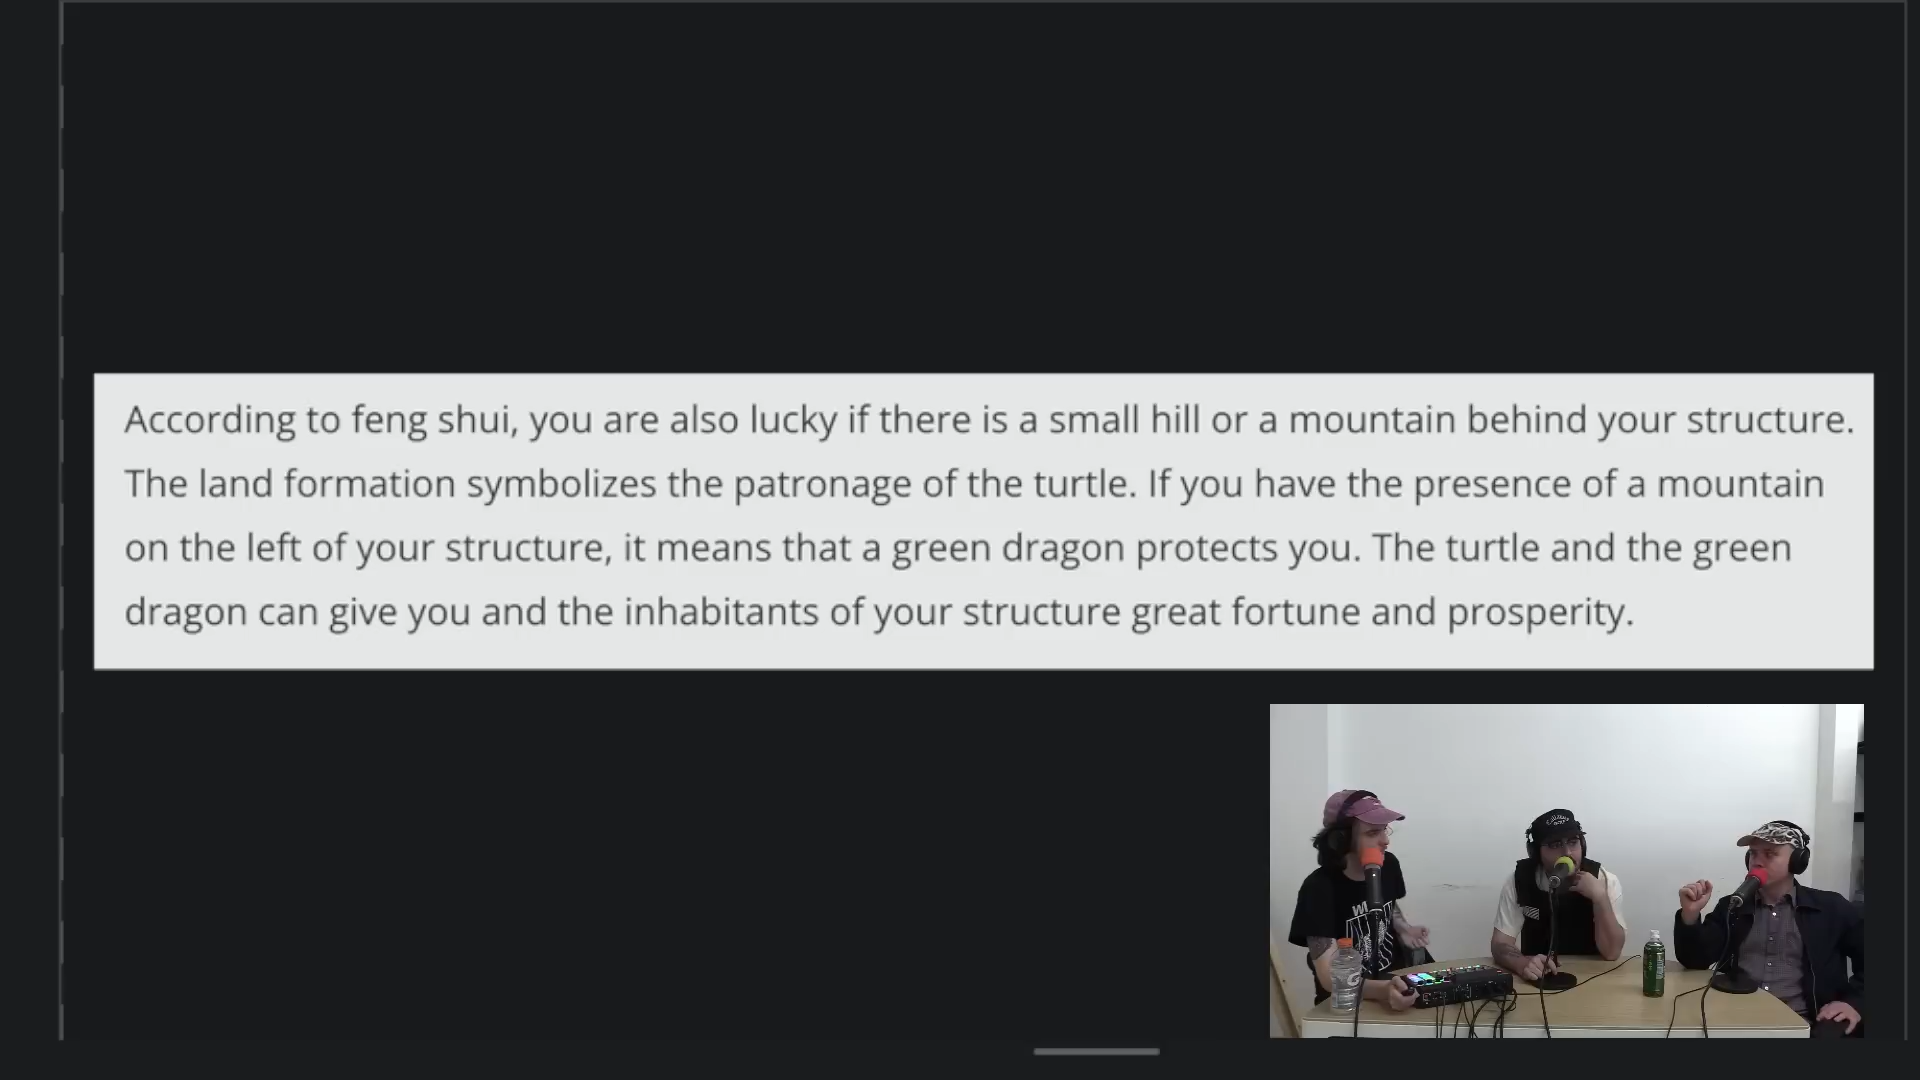 According to feng shui, you are also lucky if there is a small hill or a mountain behind your structure.
The land formation symbolizes the patronage of the turtle. If you have the presence of a mountain
on the left of your structure, it means that a green dragon protects you. The turtle and the green
dragon can give you and the inhabitants of your structure great fortune and prosperity.